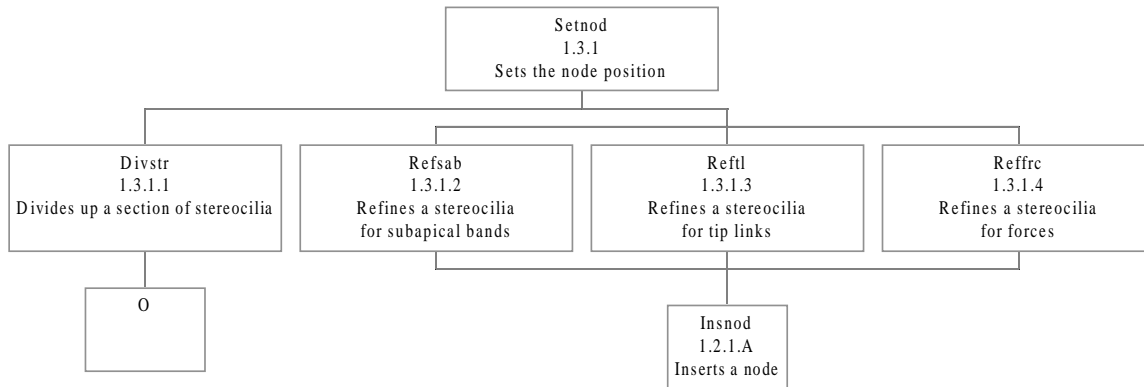 Setnod
1.3.1
Sets the node position
Divstr
1.3.1.1
Divides up a section of stereocilia
Refsab
1.3.1.2
Refines a stereocilia
for subapical bands
Reftl
1.3.1.3
Refines a stereocilia
for tip links
Reffrc
1.3.1.4
Refines a stereocilia
for forces
O
Insnod
1.2.1.A
Inserts a node